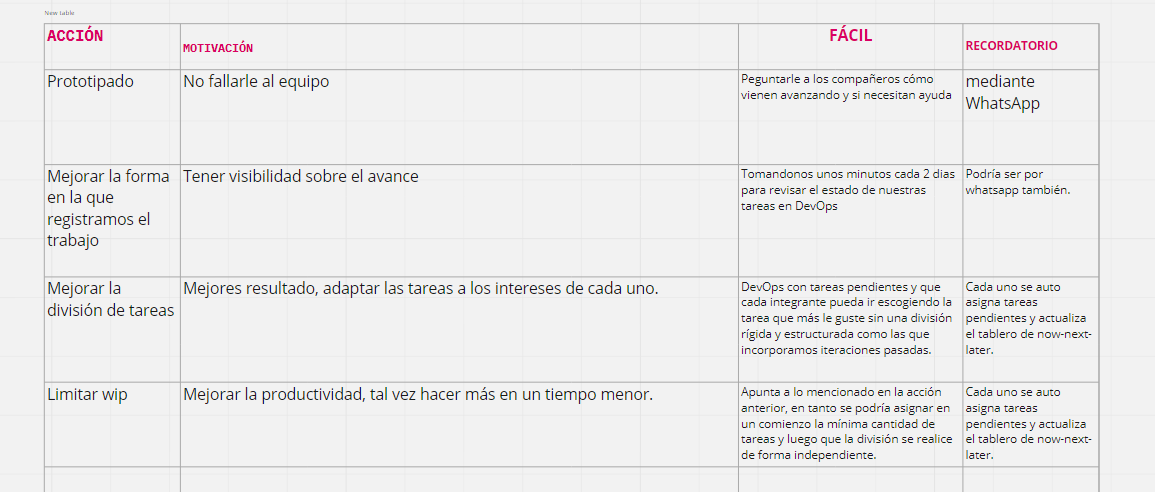 New table
ACCIÓN
MOTIVACIÓN
FÁCIL
RECORDATORIO
Prototipado
No fallarle al equipo
Peguntarle a los compañeros cómo
vienen avanzando y si necesitan ayuda
mediante
WhatsApp
Mejorar la forma
en la que
registramos el
trabajo
Tener visibilidad sobre el avance
Tomandonos unos minutos cada 2 dias
para revisar el estado de nuestras
tareas en DevOps
Podría ser por
whatsapp también.
Mejorar la
división de tareas
Mejores resultado, adaptar las tareas a los intereses de cada uno.
DevOps con tareas pendientes y que
cada integrante pueda ir escogiendo la
tarea que más le guste sin una división
rígida y estructurada como las que
incorporamos iteraciones pasadas.
Cada uno se auto
asigna tareas
pendientes y actualiza
el tablero de now-next-
later.
Limitar wip
Mejorar la productividad, tal vez hacer más en un tiempo menor.
Apunta a lo mencionado en la acción
anterior, en tanto se podría asignar en
un comienzo la mínima cantidad de
tareas y luego que la división se realice
de forma independiente.
Cada uno se auto
asigna tareas
pendientes y actualiza
el tablero de now-next-
later.